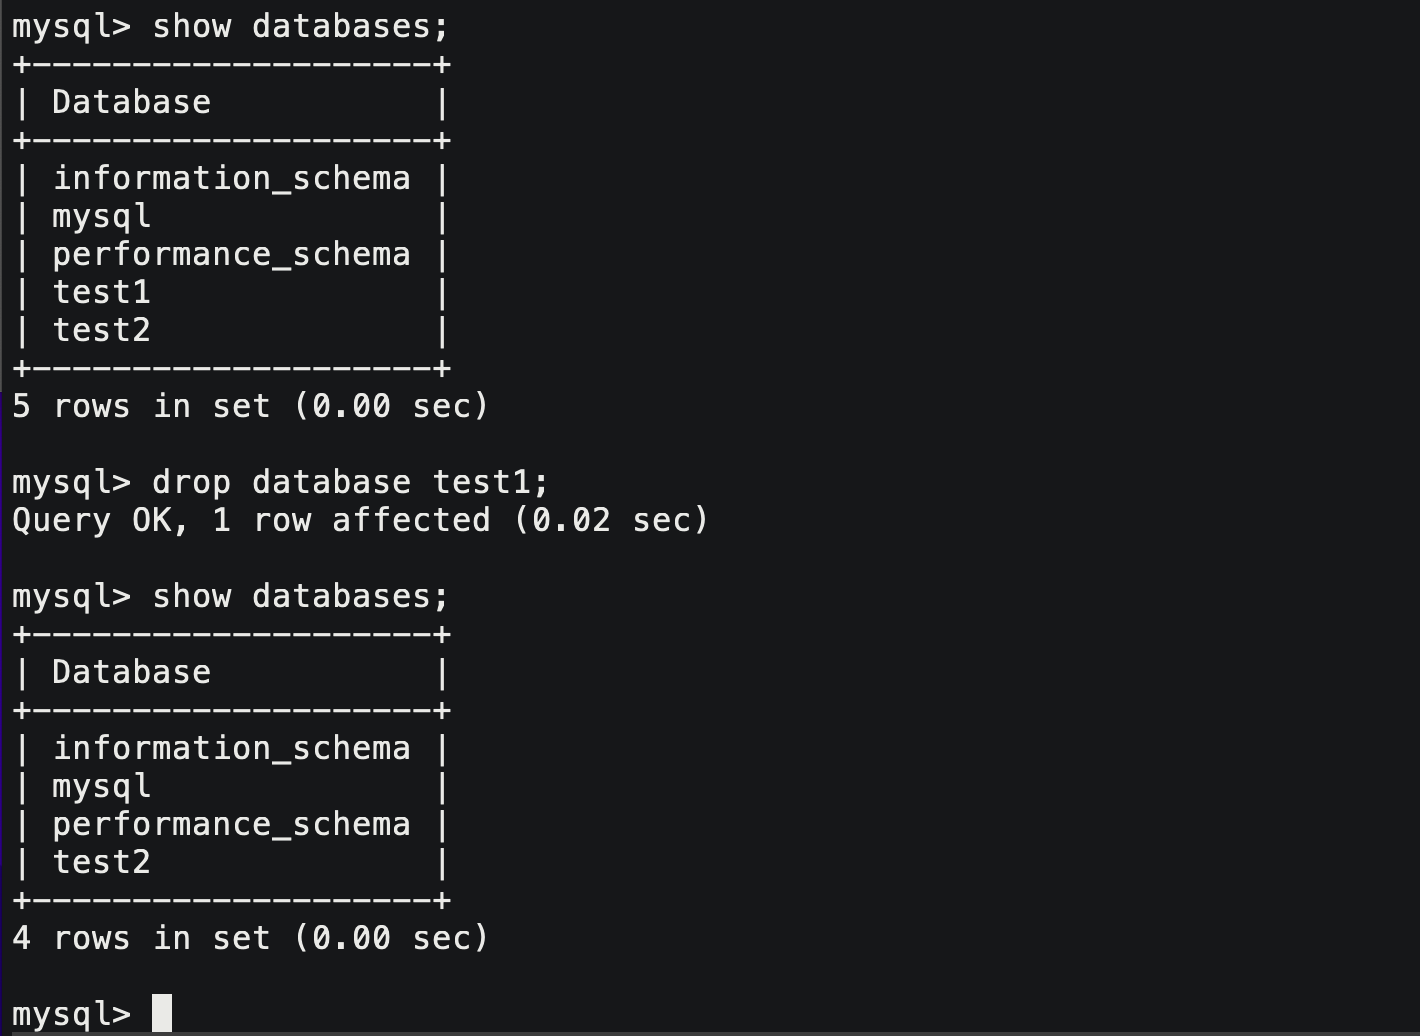 mysql> show databases;
+--------------------+
| Database           |
+--------------------+
| information_schema |
| mysql              |
| performance_schema |
| test1              |
| test2              |
+--------------------+
5 rows in set (0.00 sec)

mysql> drop database test1;
Query OK, 1 row affected (0.02 sec)

mysql> show databases;
+--------------------+
| Database           |
+--------------------+
| information_schema |
| mysql              |
| performance_schema |
| test2              |
+--------------------+
4 rows in set (0.00 sec)

mysql>